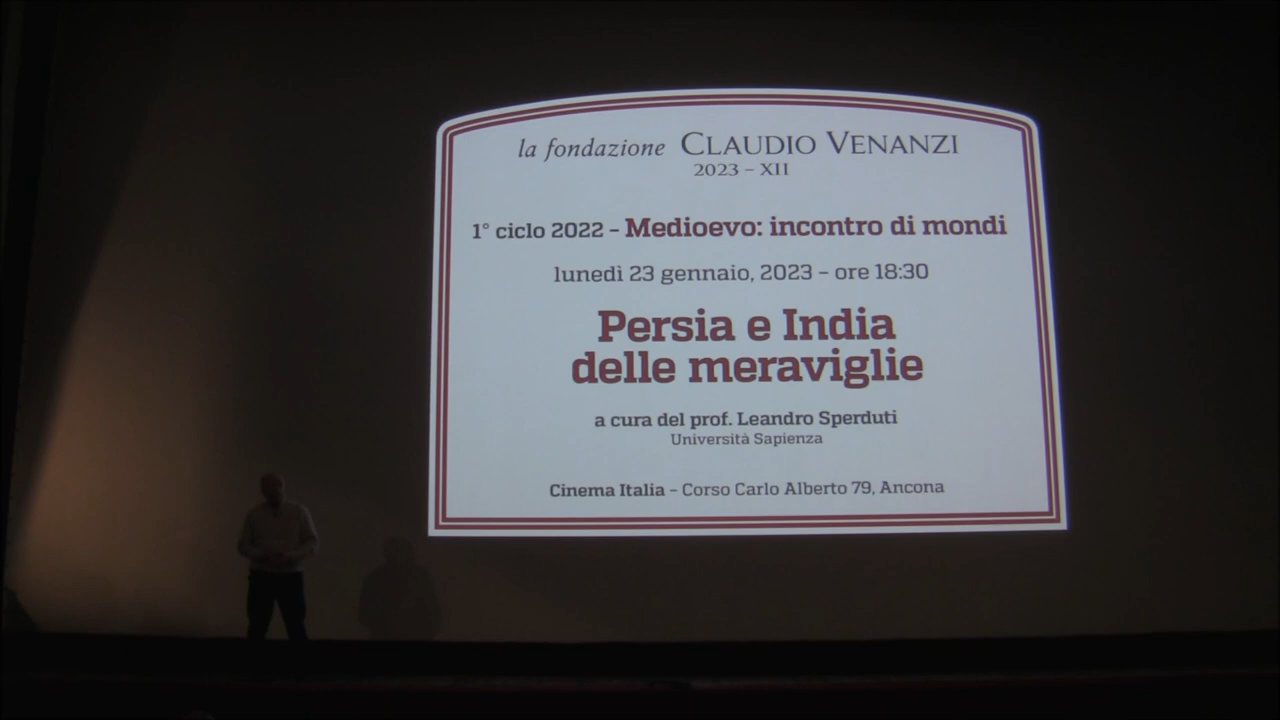 la fondazione CLAUDIO VENANZI
2023 – XII
1° ciclo 2022 – Medioevo: incontro di mondi
lunedì 23 gennaio, 2023 – ore 18:30
Persia e India
delle meraviglie
a cura del prof. Leandro Sperduti
Università Sapienza
Cinema Italia – Corso Carlo Alberto 79, Ancona